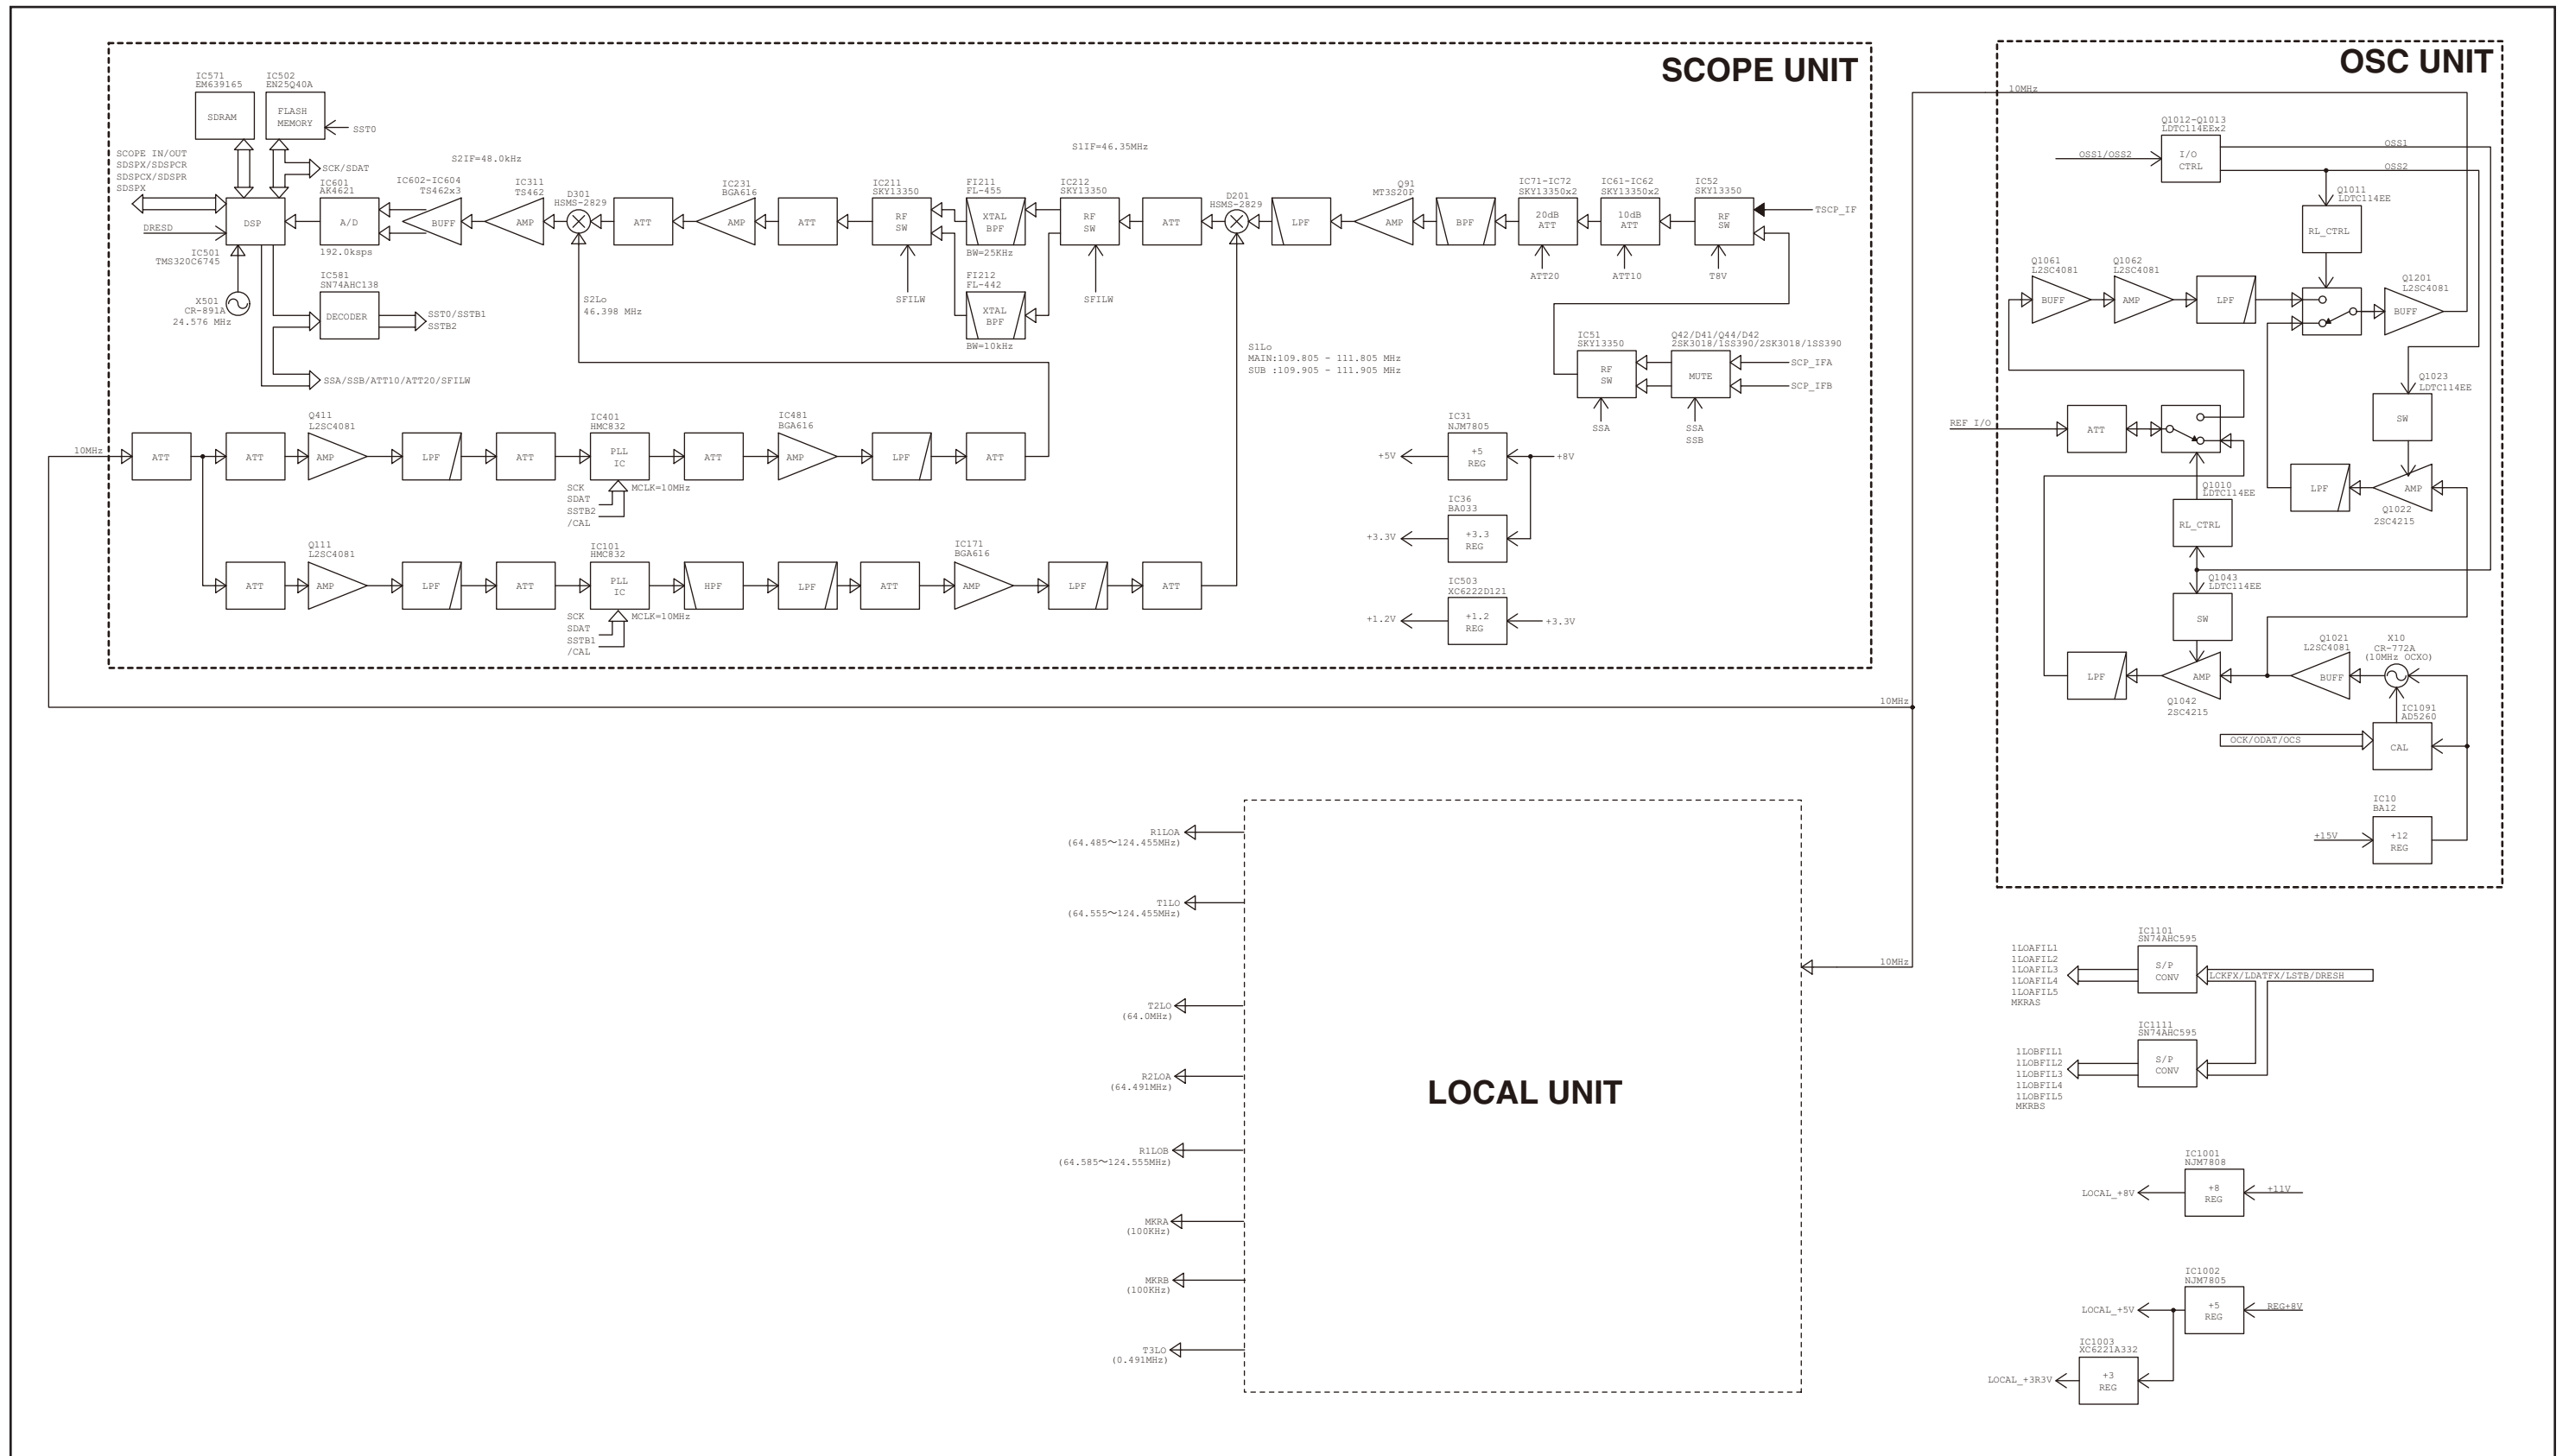 SCOPE UNIT
IC571
EM639165
SDRAM
IC502
EN25Q40A
FLASH
MEMORY
SST0
SCOPE IN/OUT
SDSPX/SDSPCR
SDSPCX/SDSPR
SDSPX
SCK/SDAT
DRESD
DSP
IC501
TMS320C6745
X501
CR-891A
24.576 MHz
IC601
AK4621
A/D
192.0ksps
IC581
SN74AHC138
DECODER
SST0/SSTB1
SSTB2
SSA/SSB/ATT10/ATT20/SFILW
S2IF=48.0kHz
IC602-IC604
TS462x3
BUFF
IC311
TS462
AMP
D301
HSMS-2829
S2Lo
46.398 MHz
ATT
IC231
BGA616
AMP
ATT
IC211
SKY13350
RF
SW
SFILW
FI211
FL-455
XTAL
BPF
BW=25KHz
FI212
FL-442
XTAL
BPF
BW=10kHz
IC212
SKY13350
RF
SW
SFILW
S1IF=46.35MHz
ATT
D201
HSMS-2829
S1Lo
MAIN:109.805 - 111.805 MHz
SUB :109.905 - 111.905 MHz
LPF
Q91
MT3S20P
AMP
BPF
IC71-IC72
SKY13350x2
20dB
ATT
ATT20
IC61-IC62
SKY13350x2
10dB
ATT
ATT10
IC52
SKY13350
RF
SW
T8V
TSCP_IF
IC51
SKY13350
RF
SW
SSA
Q42/D41/Q44/D42
2SK3018/1SS390/2SK3018/1SS390
MUTE
SSA
SSB
SCP_IFA
SCP_IFB
10MHz
ATT
ATT
Q411
L2SC4081
AMP
LPF
ATT
IC401
HMC832
PLL
IC
MCLK=10MHz
SCK
SDAT
SSTB2
/CAL
ATT
IC481
BGA616
AMP
LPF
ATT
ATT
Q111
L2SC4081
AMP
LPF
ATT
IC101
HMC832
PLL
IC
MCLK=10MHz
SCK
SDAT
SSTB1
/CAL
HPF
LPF
ATT
IC171
BGA616
AMP
LPF
ATT
IC31
NJM7805
+5
REG
+5V
+8V
IC36
BA033
+3.3
REG
+3.3V
IC503
XC6222D121
+1.2
REG
+1.2V
+3.3V
10MHz
OSC UNIT
10MHz
Q1012-Q1013
LDTC114EEx2
I/O
CTRL
OSS1/OSS2
OSS1
OSS2
Q1011
LDTC114EE
RL_CTRL
Q1061
L2SC4081
BUFF
Q1062
L2SC4081
AMP
LPF
Q1201
L2SC4081
BUFF
Q1023
LDTC114EE
SW
REF I/O
ATT
Q1010
LDTC114EE
RL_CTRL
LPF
AMP
Q1022
2SC4215
Q1043
LDTC114EE
SW
LPF
AMP
Q1042
2SC4215
Q1021
L2SC4081
BUFF
X10
CR-772A
(10MHz OCXO)
IC1091
AD5260
CAL
OCK/ODAT/OCS
IC10
BA12
+12
REG
+15V
LOCAL UNIT
10MHz
R1LOA
(64.485〜124.455MHz)
T1LO
(64.555〜124.455MHz)
T2LO
(64.0MHz)
R2LOA
(64.491MHz)
R1LOB
(64.585〜124.555MHz)
MKRA
(100KHz)
MKRB
(100KHz)
T3LO
(0.491MHz)
IC1101
SN74AHC595
S/P
CONV
1LOAFIL1
1LOAFIL2
1LOAFIL3
1LOAFIL4
1LOAFIL5
MKRAS
LCKFX/LDATFX/LSTB/DRESH
IC1111
SN74AHC595
S/P
CONV
1LOBFIL1
1LOBFIL2
1LOBFIL3
1LOBFIL4
1LOBFIL5
MKRBS
IC1001
NJM7808
+8
REG
LOCAL_+8V
+11V
IC1002
NJM7805
+5
REG
LOCAL_+5V
REG+8V
IC1003
XC6221A332
+3
REG
LOCAL_+3R3V